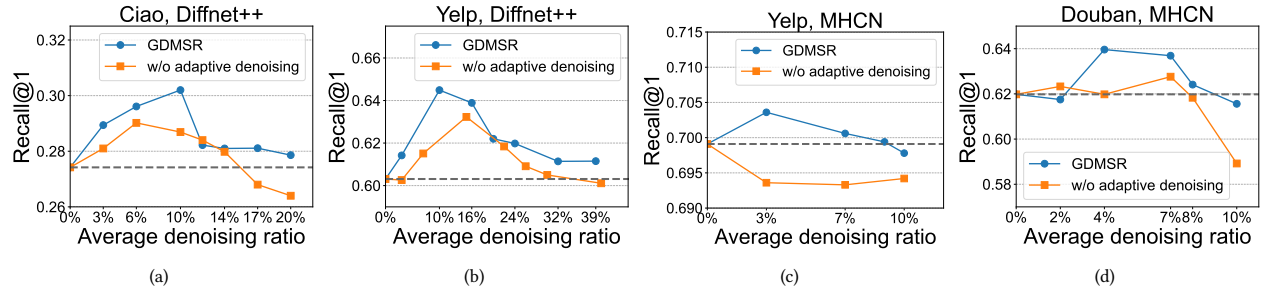 Ciao, Diffnet++
Recall@1
0.32
0.30
0.28
0.26
GDMSR
w/o adaptive denoising
0% 3% 6% 10% 14% 17% 20%
Average denoising ratio
(a)
Yelp, Diffnet++
Recall@1
0.66
0.64
0.62
0.60
GDMSR
w/o adaptive denoising
0% 10% 16% 24% 32% 39%
Average denoising ratio
(b)
Yelp, MHCN
Recall@1
0.715
0.710
0.705
0.700
0.695
0.690
GDMSR
w/o adaptive denoising
0% 3% 7% 10%
Average denoising ratio
(c)
Douban, MHCN
Recall@1
0.64
0.62
0.60
0.58
GDMSR
w/o adaptive denoising
0% 2% 4% 7% 8% 10%
Average denoising ratio
(d)